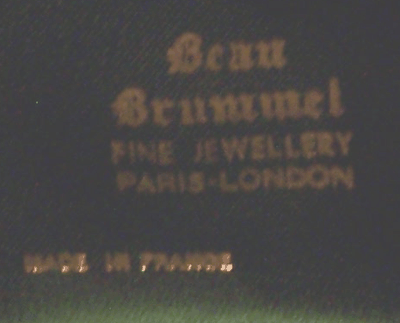 Beau
Brummel
FINE JEWELLERY
PARIS-LONDON
MADE IN FRANCE